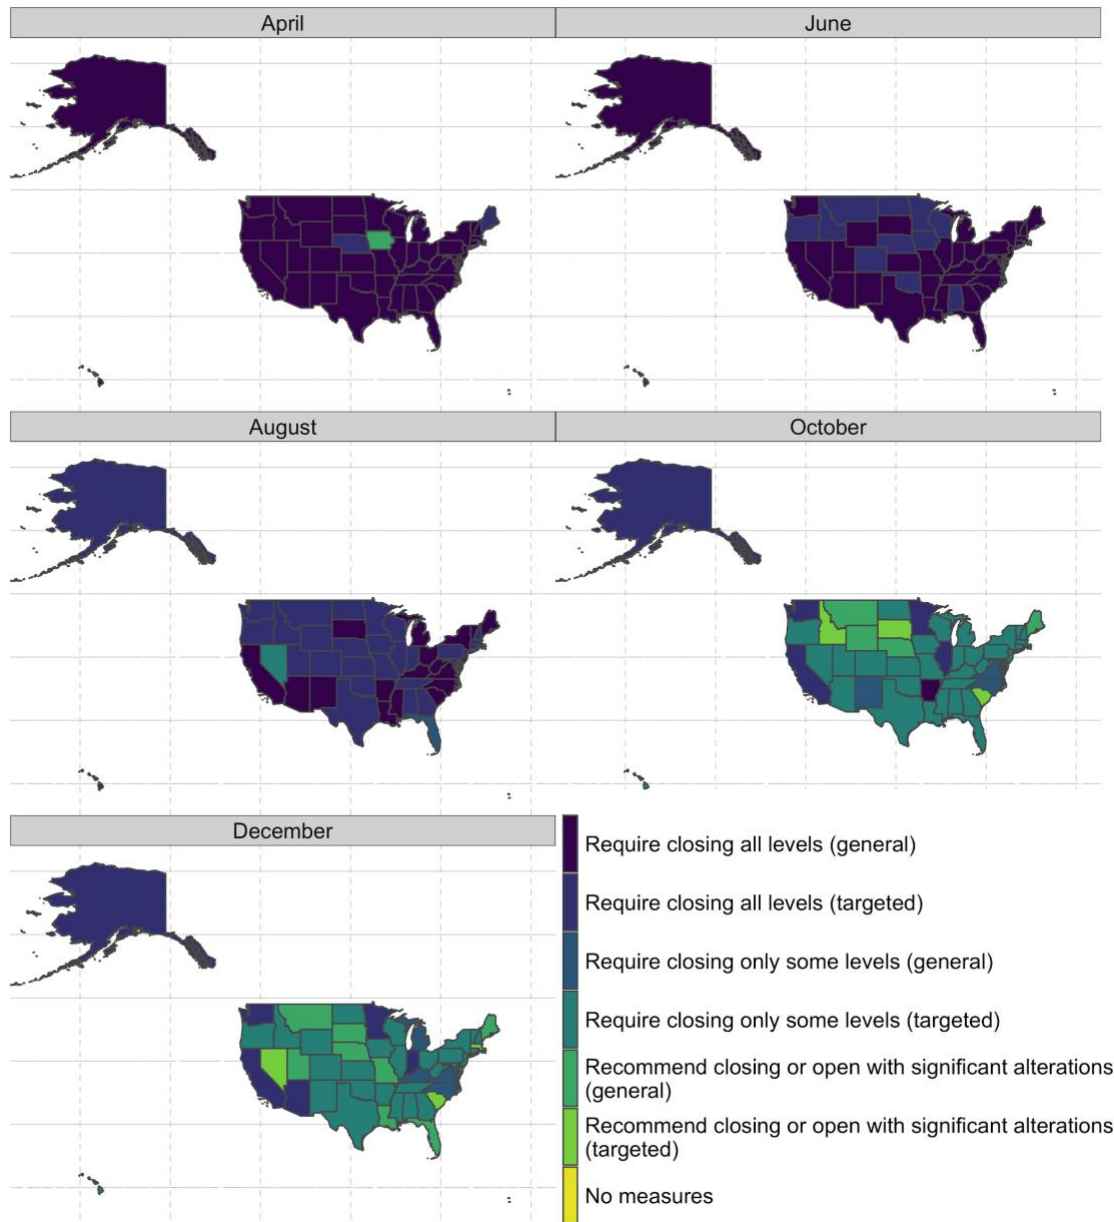 April
June
August
October
December
Require closing all levels (general)
Require closing all levels (targeted)
Require closing only some levels (general)
Require closing only some levels (targeted)
Recommend closing or open with significant alterations
(general)
Recommend closing or open with significant alterations
(targeted)
No measures